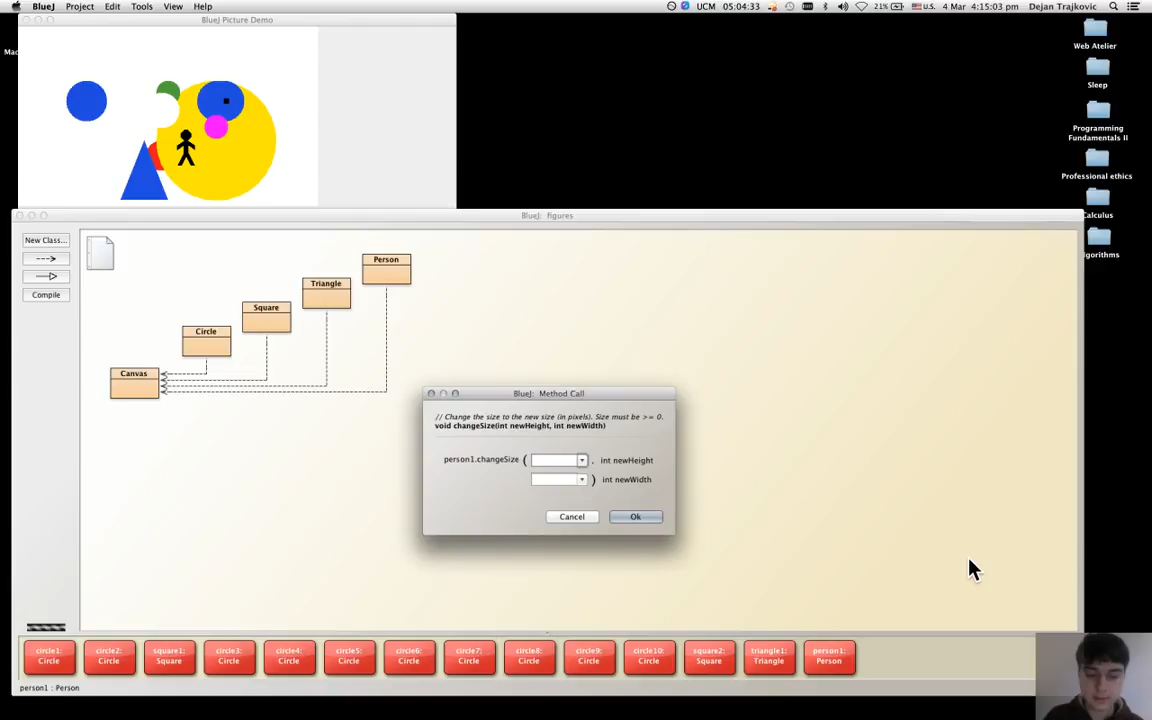 BlueJ Project Edit Tools View Help UCM 05:04:33 21% U.S. 4 Mar 4:15:03 pm Dejan Trajkovic
BlueJ Picture Demo
Mac
Web Atelier
Sleep
Programming
Fundamentals II
Professional ethics
Calculus
lgorithms
BlueJ: figures
New Class...
Compile
Person
Triangle
Square
Circle
Canvas
BlueJ: Method Call
// Change the size to the new size (in pixels). Size must be >= 0.
void changeSize(int newHeight, int newWidth)
person1.changeSize ( , int newHeight
) int newWidth
Cancel Ok
circle1: circle2: square1: circle3: circle4: circle5: circle6: circle7: circle8: circle9: circle10: square2: triangle1: person1:
Circle Circle Square Circle Circle Circle Circle Circle Circle Circle Circle Square Triangle Person
person1 : Person